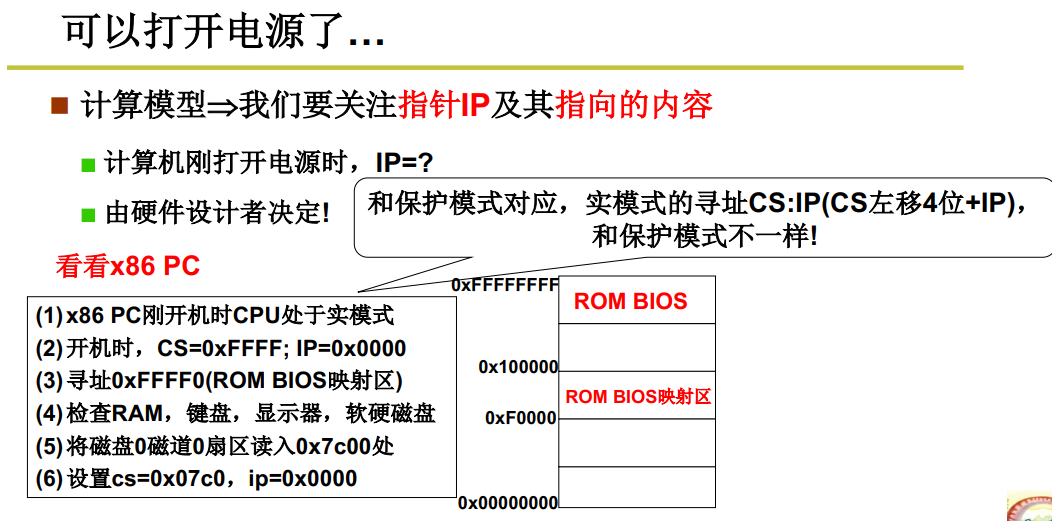 可以打开电源了…
■ 计算模型⇒我们要关注指针IP及其指向的内容
■ 计算机刚打开电源时，IP=?
■ 由硬件设计者决定!
和保护模式对应，实模式的寻址CS:IP(CS左移4位+IP)，
和保护模式不一样!
看看x86 PC
(1)x86 PC刚开机时CPU处于实模式
(2)开机时，CS=0xFFFF; IP=0x0000
(3)寻址0xFFFF0(ROM BIOS映射区)
(4)检查RAM，键盘，显示器，软硬磁盘
(5)将磁盘0磁道0扇区读入0x7c00处
(6)设置cs=0x07c0，ip=0x0000
0xFFFFFFFF
ROM BIOS
0x100000
ROM BIOS映射区
0xF0000
0x00000000